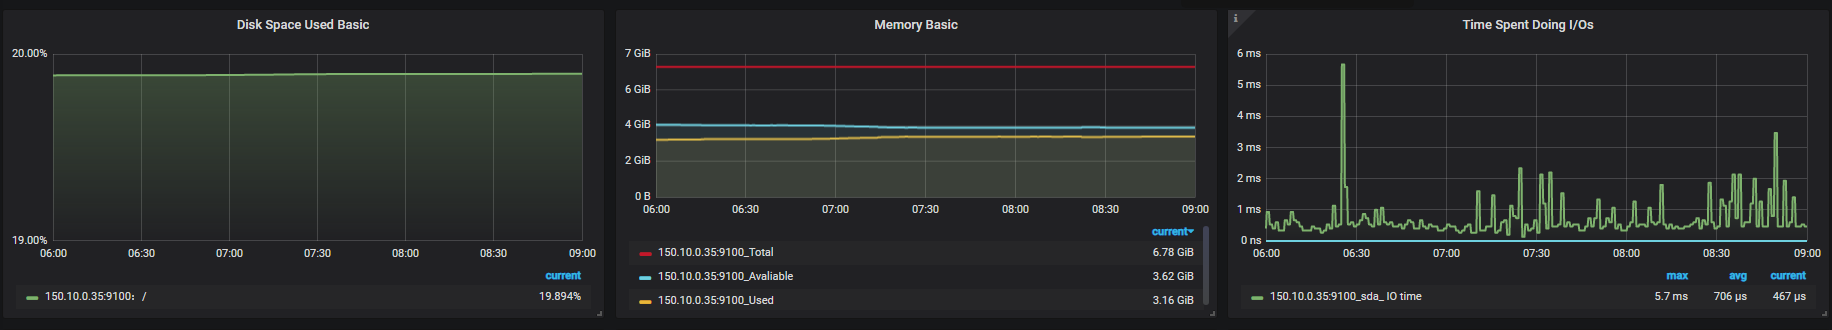 Disk Space Used Basic
20.00%
19.00%
06:00 06:30 07:00 07:30 08:00 08:30 09:00
current
150.10.0.35:9100：/ 19.894%
Memory Basic
7 GiB
6 GiB
4 GiB
2 GiB
0 B
06:00 06:30 07:00 07:30 08:00 08:30 09:00
current
150.10.0.35:9100_Total 6.78 GiB
150.10.0.35:9100_Avaliable 3.62 GiB
150.10.0.35:9100_Used 3.16 GiB
i
Time Spent Doing I/Os
6 ms
5 ms
4 ms
3 ms
2 ms
1 ms
0 ns
06:00 06:30 07:00 07:30 08:00 08:30 09:00
max avg current
150.10.0.35:9100_sda_ IO time 5.7 ms 706 µs 467 µs